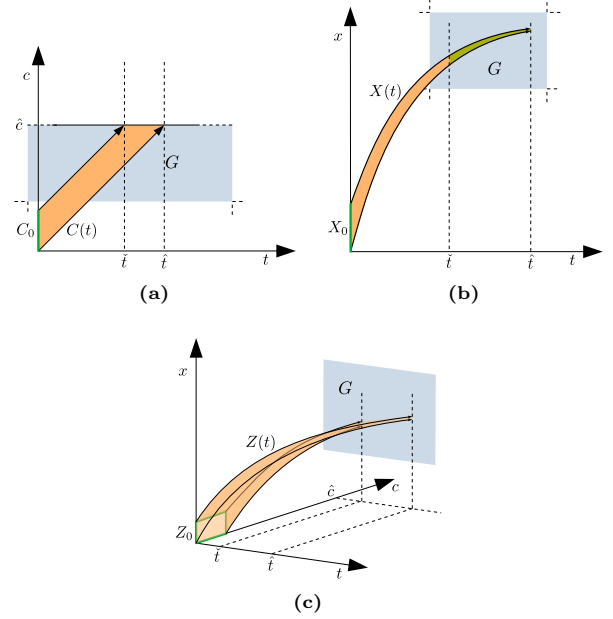 c
ĉ
G
C₀
C(t)
ť
t̂
t
(a)
x
G
X(t)
X₀
ť
t̂
t
(b)
x
G
Z(t)
ĉ
c
Z₀
ť
t̂
t
(c)